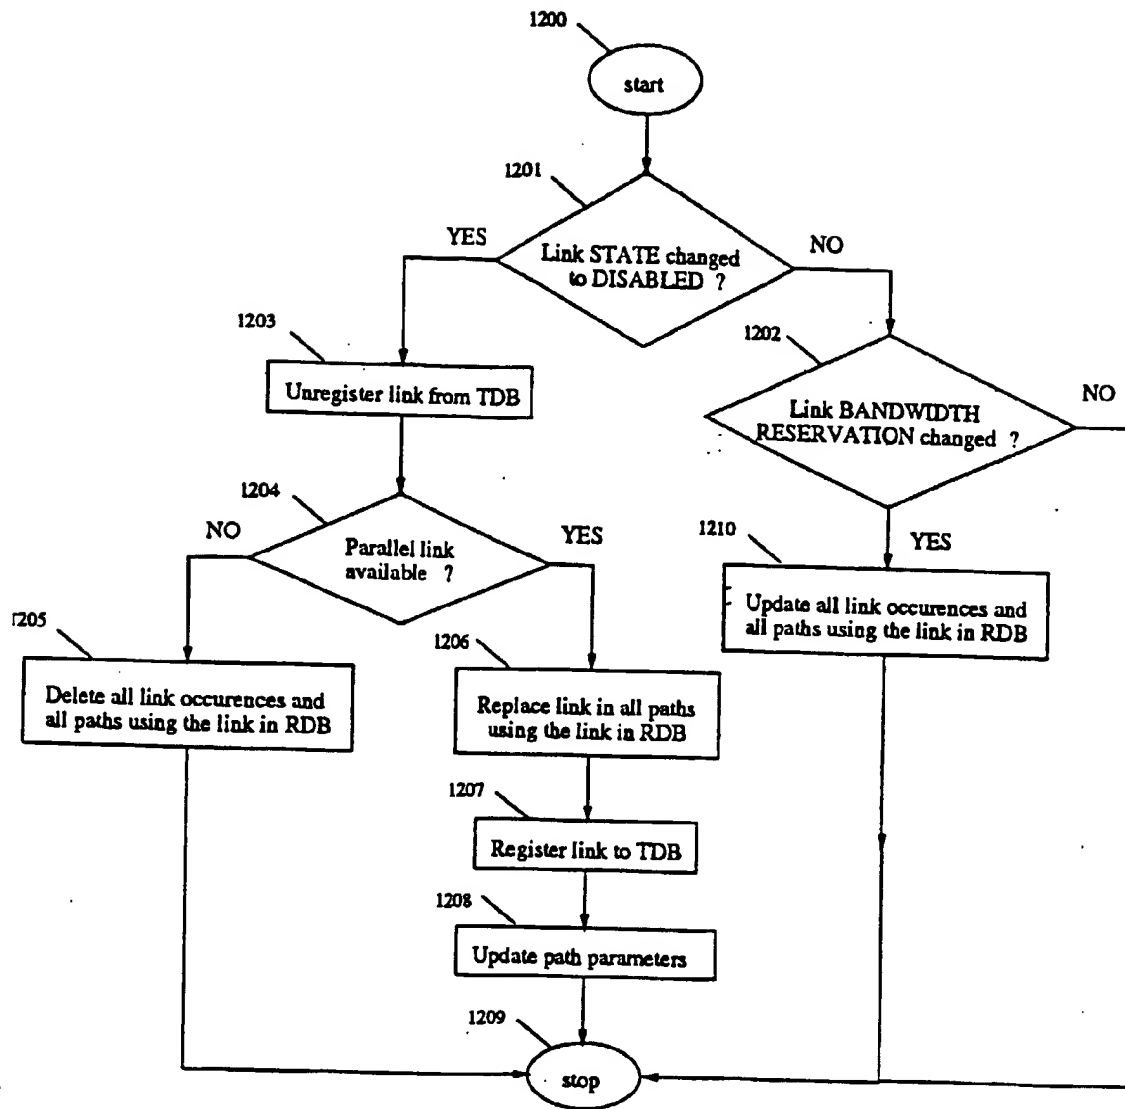 1200
start
1201
YES
NO
Link STATE changed
to DISABLED ?
1203
1202
Unregister link from TDB
NO
Link BANDWIDTH
RESERVATION changed ?
1204
NO
YES
1210
YES
Parallel link
available ?
Update all link occurences and
all paths using the link in RDB
1205
1206
Delete all link occurences and
all paths using the link in RDB
Replace link in all paths
using the link in RDB
1207
Register link to TDB
1208
Update path parameters
1209
stop